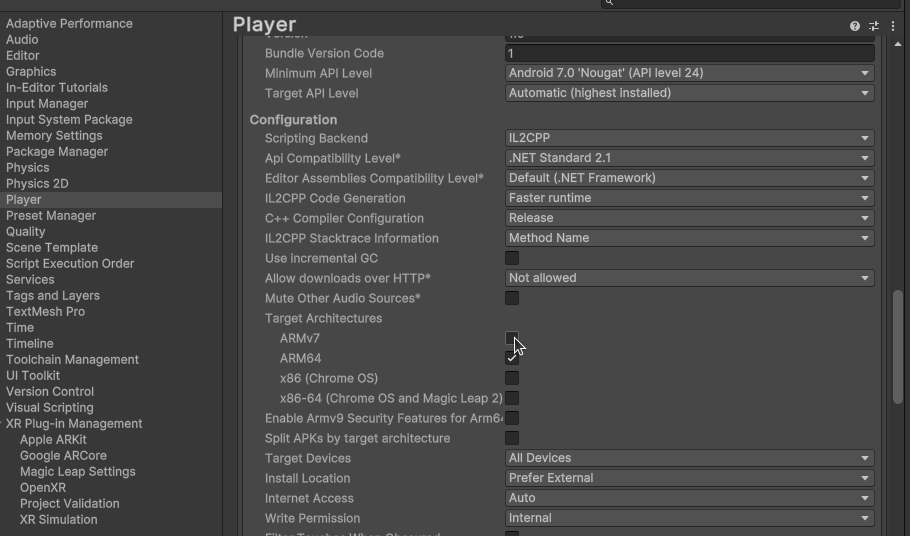 Adaptive Performance
Audio
Editor
Graphics
In-Editor Tutorials
Input Manager
Input System Package
Memory Settings
Package Manager
Physics
Physics 2D
Player
Preset Manager
Quality
Scene Template
Script Execution Order
Services
Tags and Layers
TextMesh Pro
Time
Timeline
Toolchain Management
UI Toolkit
Version Control
Visual Scripting
XR Plug-in Management
Apple ARKit
Google ARCore
Magic Leap Settings
OpenXR
Project Validation
XR Simulation
Player
Bundle Version Code 1
Minimum API Level Android 7.0 'Nougat' (API level 24)
Target API Level Automatic (highest installed)
Configuration
Scripting Backend IL2CPP
Api Compatibility Level* .NET Standard 2.1
Editor Assemblies Compatibility Level* Default (.NET Framework)
IL2CPP Code Generation Faster runtime
C++ Compiler Configuration Release
IL2CPP Stacktrace Information Method Name
Use incremental GC
Allow downloads over HTTP* Not allowed
Mute Other Audio Sources*
Target Architectures
ARMv7
ARM64
x86 (Chrome OS)
x86-64 (Chrome OS and Magic Leap 2)
Enable Armv9 Security Features for Arm64
Split APKs by target architecture
Target Devices All Devices
Install Location Prefer External
Internet Access Auto
Write Permission Internal